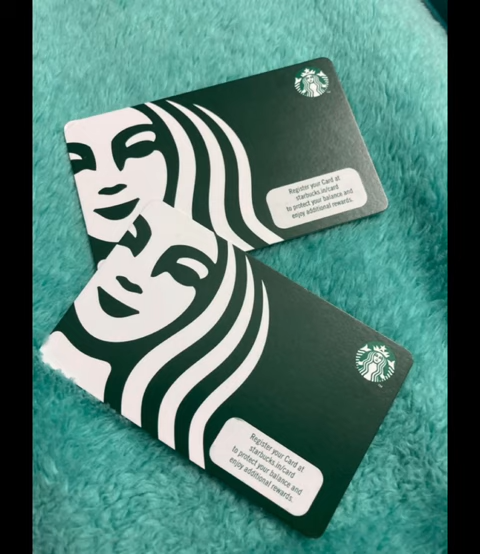 Register your Card at
starbucks.in/card
to protect your balance and
enjoy additional rewards.
Register your Card at
starbucks.in/card
to protect your balance and
enjoy additional rewards.